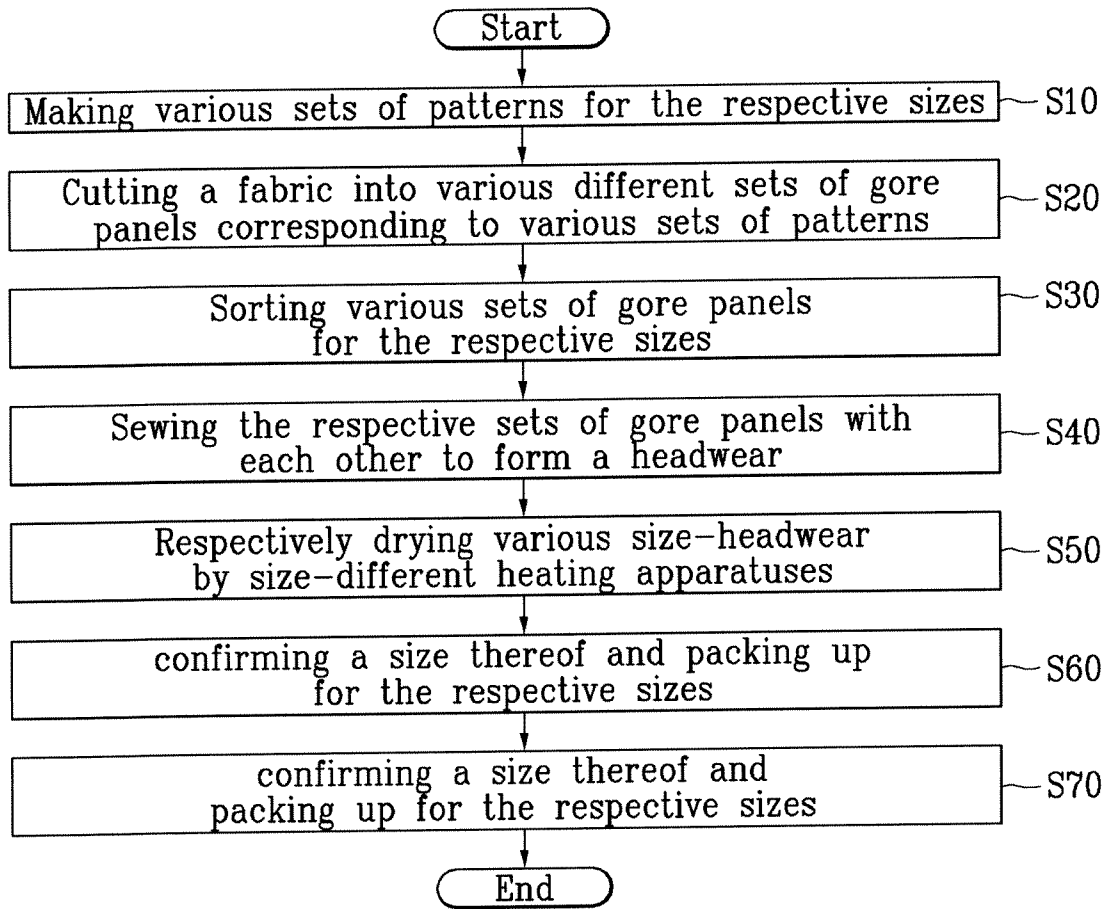 Start
Making various sets of patterns for the respective sizes
S10
Cutting a fabric into various different sets of gore
panels corresponding to various sets of patterns
S20
Sorting various sets of gore panels
for the respective sizes
S30
Sewing the respective sets of gore panels with
each other to form a headwear
S40
Respectively drying various size-headwear
by size-different heating apparatuses
S50
confirming a size thereof and packing up
for the respective sizes
S60
confirming a size thereof and
packing up for the respective sizes
S70
End